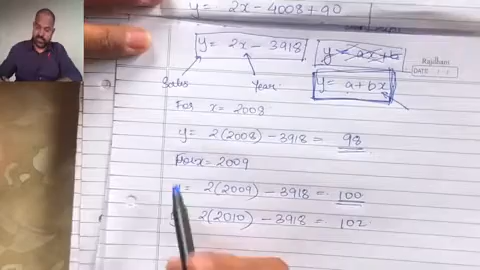 y = 2x - 4008 + 90
y = 2x - 3918
y = ax + b
Rajdhani
DATE
Sales
Year
y = a + bx
For x = 2008
y = 2(2008) - 3918 = 98
For x = 2009
y = 2(2009) - 3918 = 100
y = 2(2010) - 3918 = 102